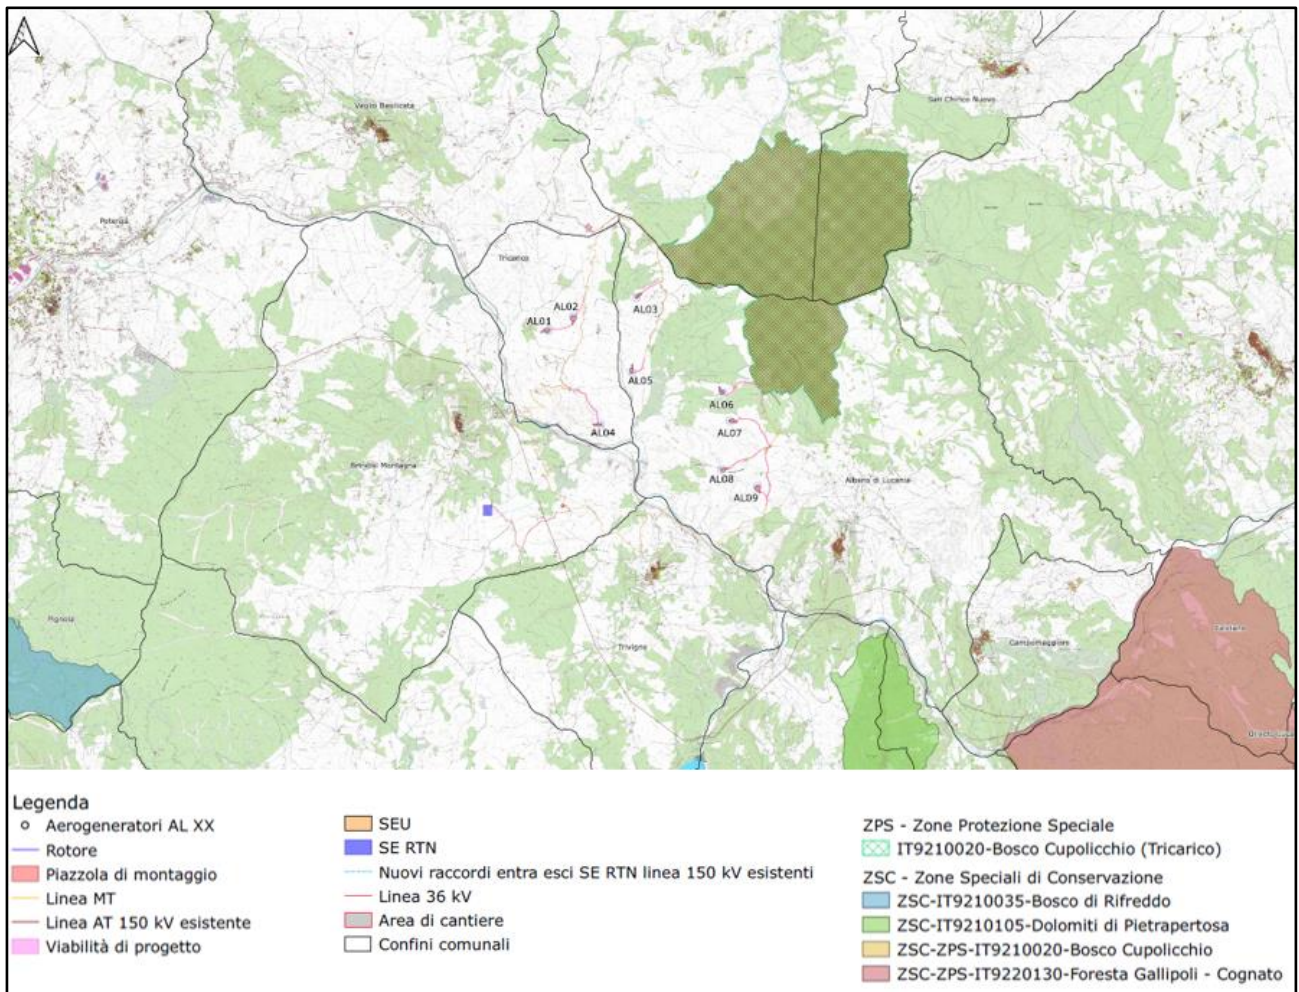 Vaglio Basilicata
San Chirico Nuovo
Potenza
Tricarico
AL03
AL02
AL01
AL05
AL06
AL07
AL04
Brindisi Montagna
AL08
Albano di Lucania
AL09
Pignola
Trivigno
Campomaggiore
Calciano
Legenda
Aerogeneratori AL XX
Rotore
Piazzola di montaggio
Linea MT
Linea AT 150 kV esistente
Viabilità di progetto
SEU
SE RTN
Nuovi raccordi entra esci SE RTN linea 150 kV esistenti
Linea 36 kV
Area di cantiere
Confini comunali
ZPS - Zone Protezione Speciale
IT9210020-Bosco Cupolicchio (Tricarico)
ZSC - Zone Speciali di Conservazione
ZSC-IT9210035-Bosco di Rifreddo
ZSC-IT9210105-Dolomiti di Pietrapertosa
ZSC-ZPS-IT9210020-Bosco Cupolicchio
ZSC-ZPS-IT9220130-Foresta Gallipoli - Cognato